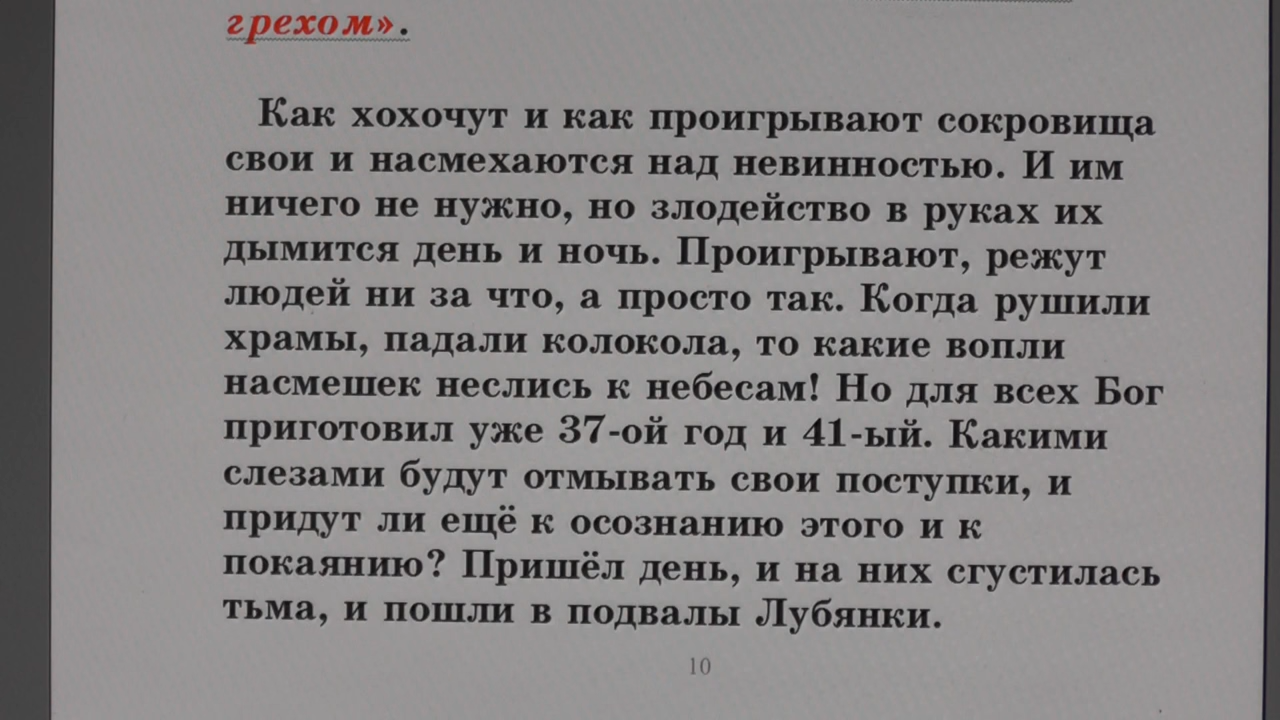 грехом».
Как хохочут и как проигрывают сокровища
свои и насмехаются над невинностью. И им
ничего не нужно, но злодейство в руках их
дымится день и ночь. Проигрывают, режут
людей ни за что, а просто так. Когда рушили
храмы, падали колокола, то какие вопли
насмешек неслись к небесам! Но для всех Бог
приготовил уже 37-ой год и 41-ый. Какими
слезами будут отмывать свои поступки, и
придут ли ещё к осознанию этого и к
покаянию? Пришёл день, и на них сгустилась
тьма, и пошли в подвалы Лубянки.
10